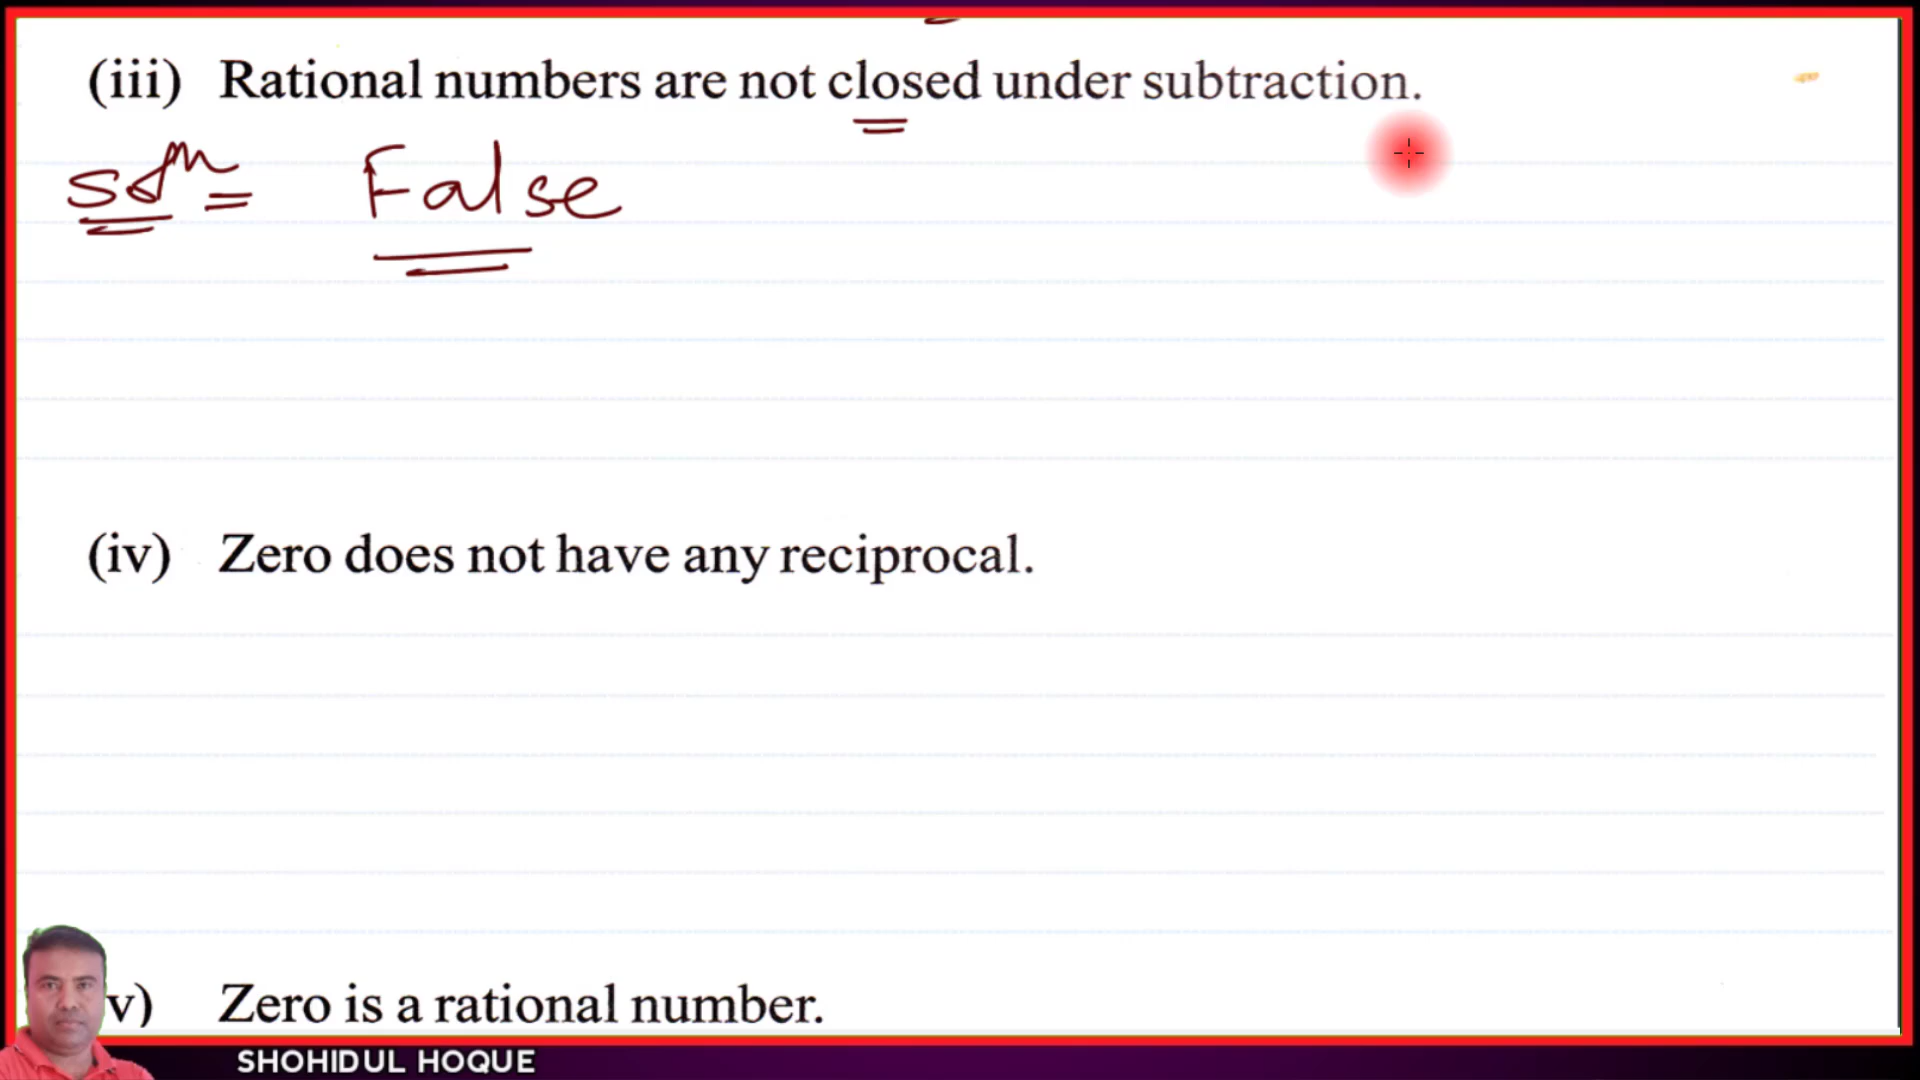 (iii) Rational numbers are not closed under subtraction.
Solⁿ= False
(iv) Zero does not have any reciprocal.
v) Zero is a rational number.
SHOHIDUL HOQUE